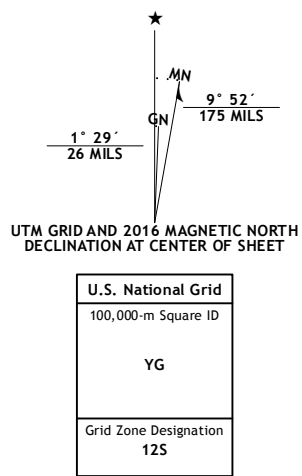 ★
MN
GN
9° 52´
175 MILS
1° 29´
26 MILS
UTM GRID AND 2016 MAGNETIC NORTH
DECLINATION AT CENTER OF SHEET
U.S. National Grid
100,000-m Square ID
YG
Grid Zone Designation
12S